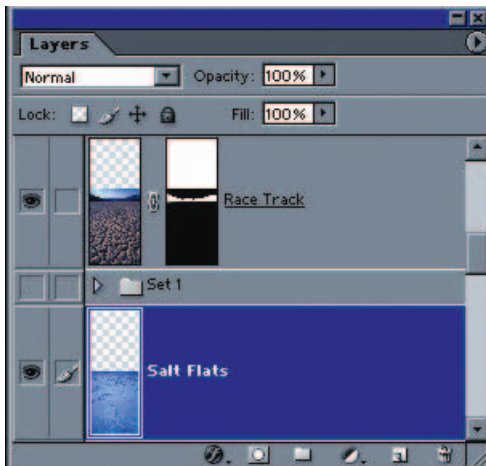 Layers
Normal Opacity: 100%
Lock: Fill: 100%
Race Track
Set 1
Salt Flats